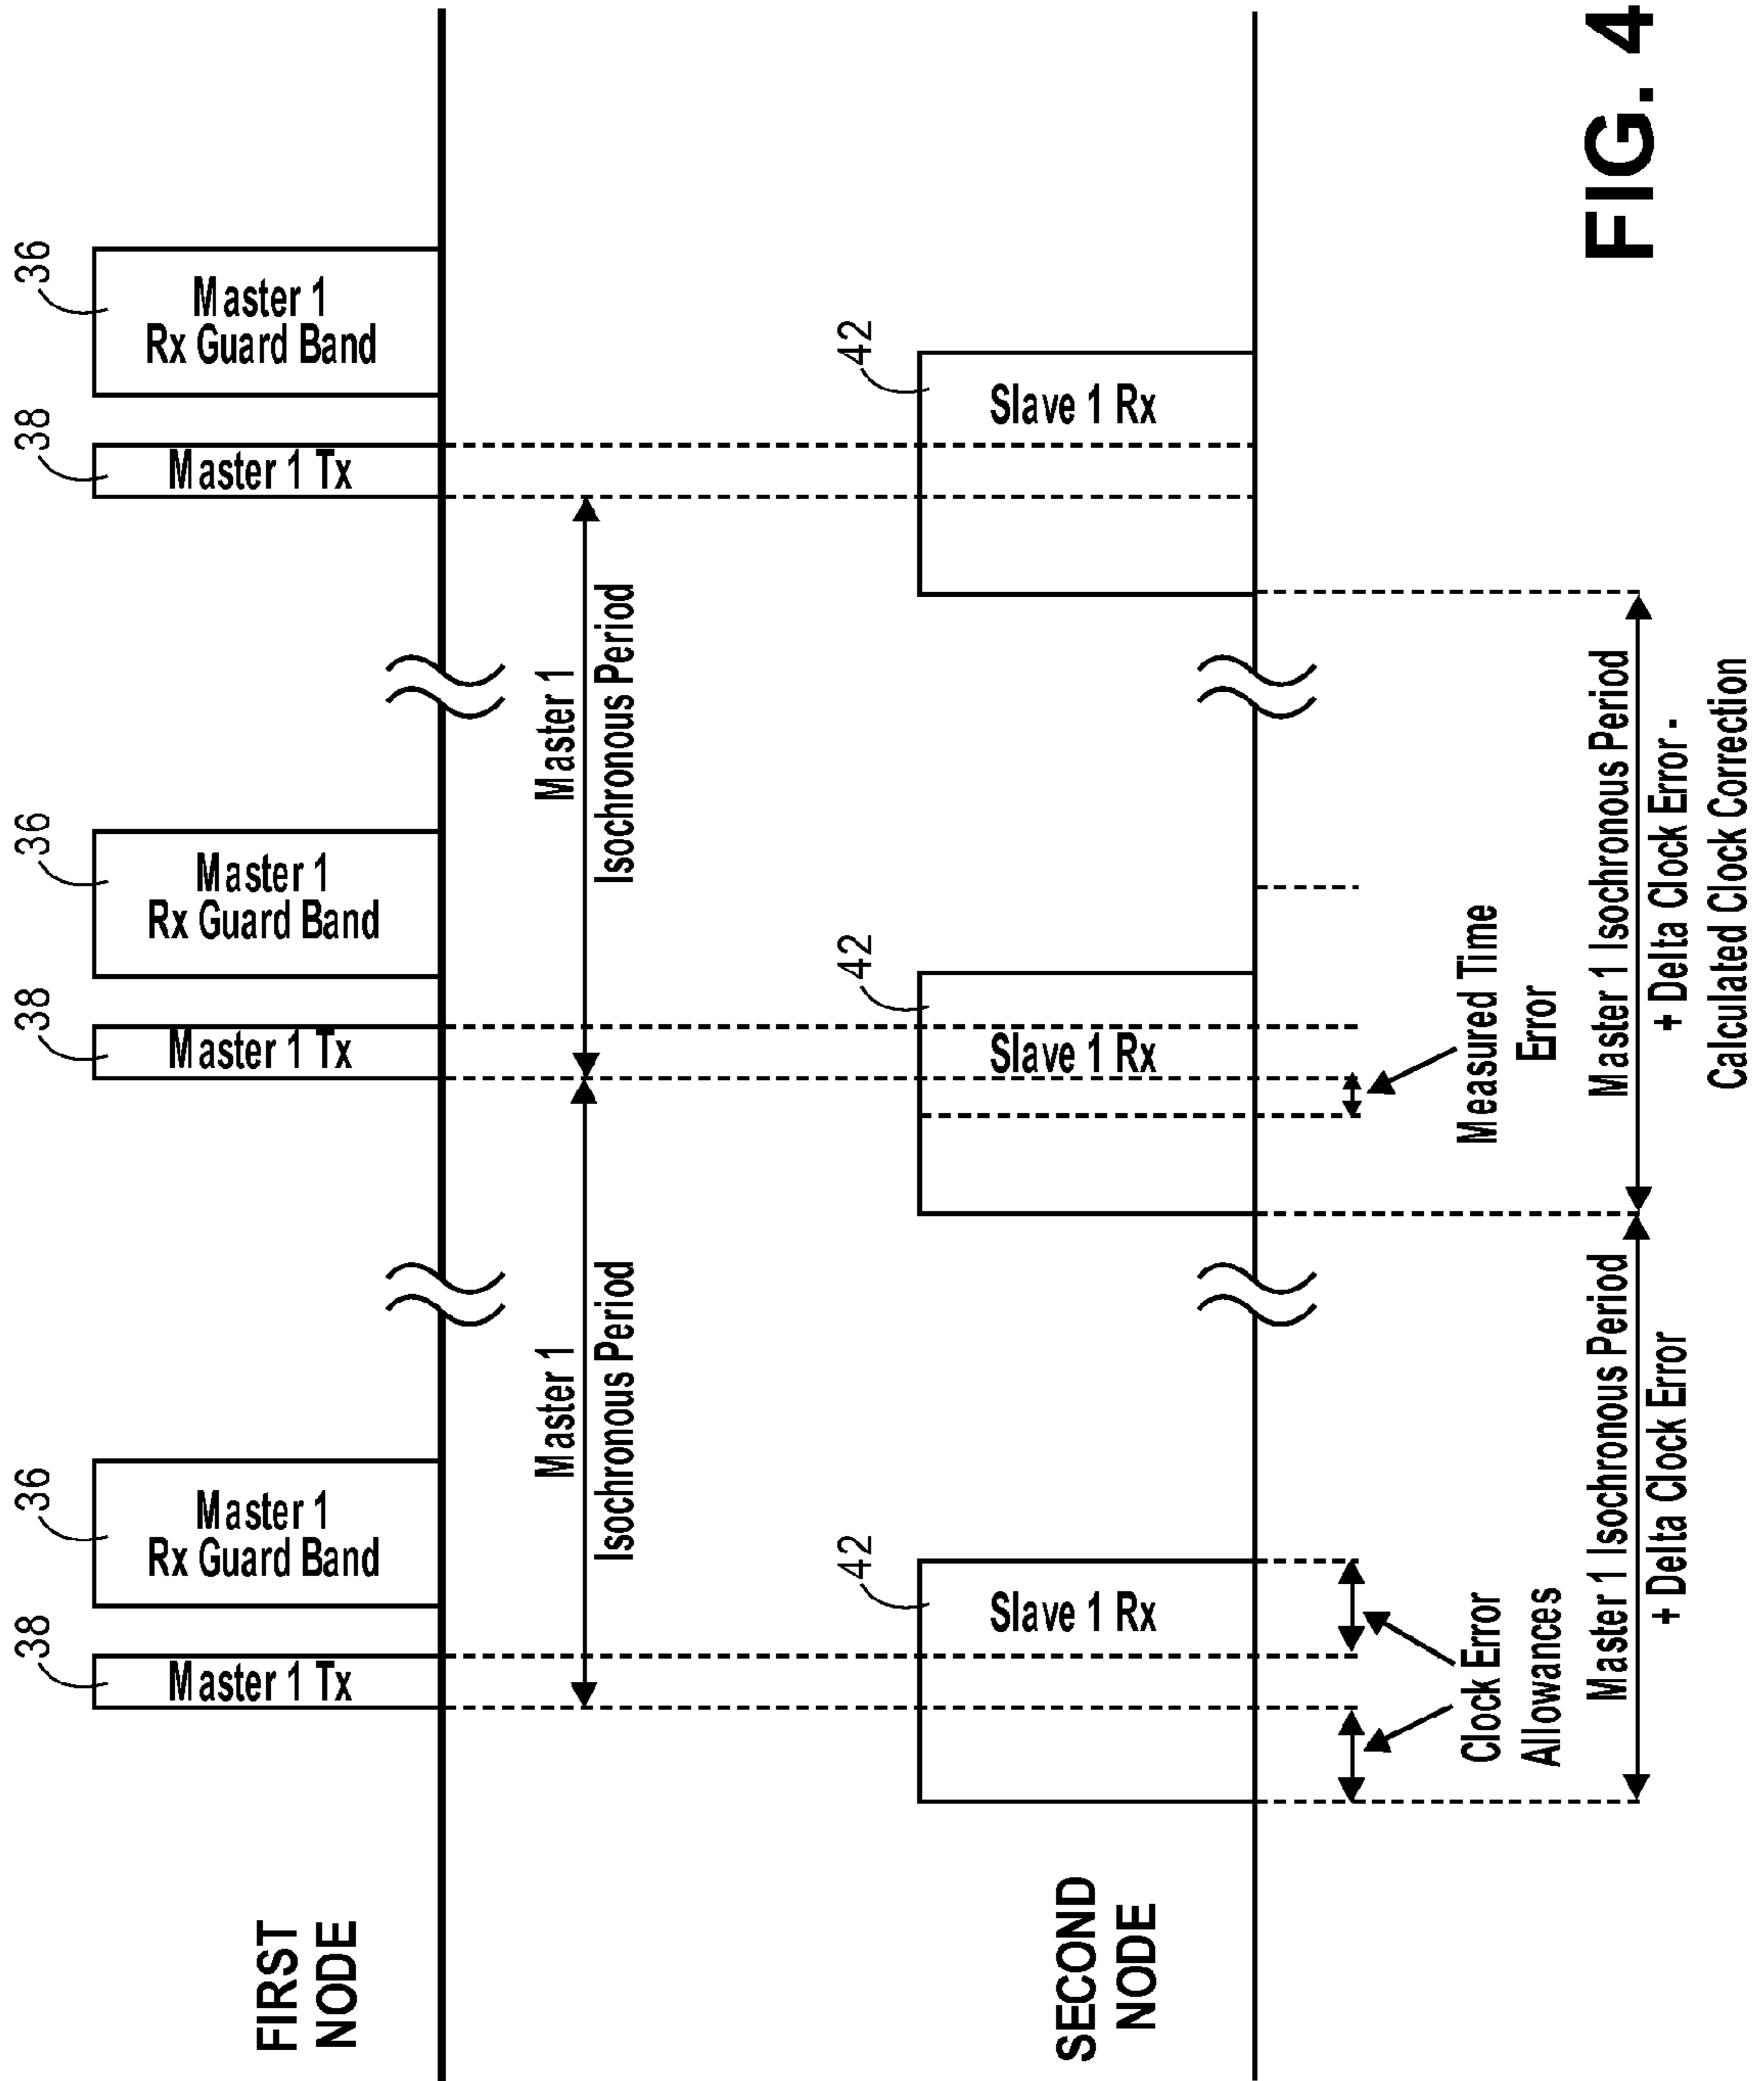 FIRST
NODE
38
Master 1 Tx
36
Master 1
Rx Guard Band
38
Master 1 Tx
36
Master 1
Rx Guard Band
38
Master 1 Tx
36
Master 1
Rx Guard Band
Master 1
Isochronous Period
Master 1
Isochronous Period
SECOND
NODE
42
Slave 1 Rx
42
Slave 1 Rx
42
Slave 1 Rx
Clock Error
Allowances
Measured Time
Error
Master 1 Isochronous Period
+ Delta Clock Error
Master 1 Isochronous Period
+ Delta Clock Error -
Calculated Clock Correction
FIG. 4